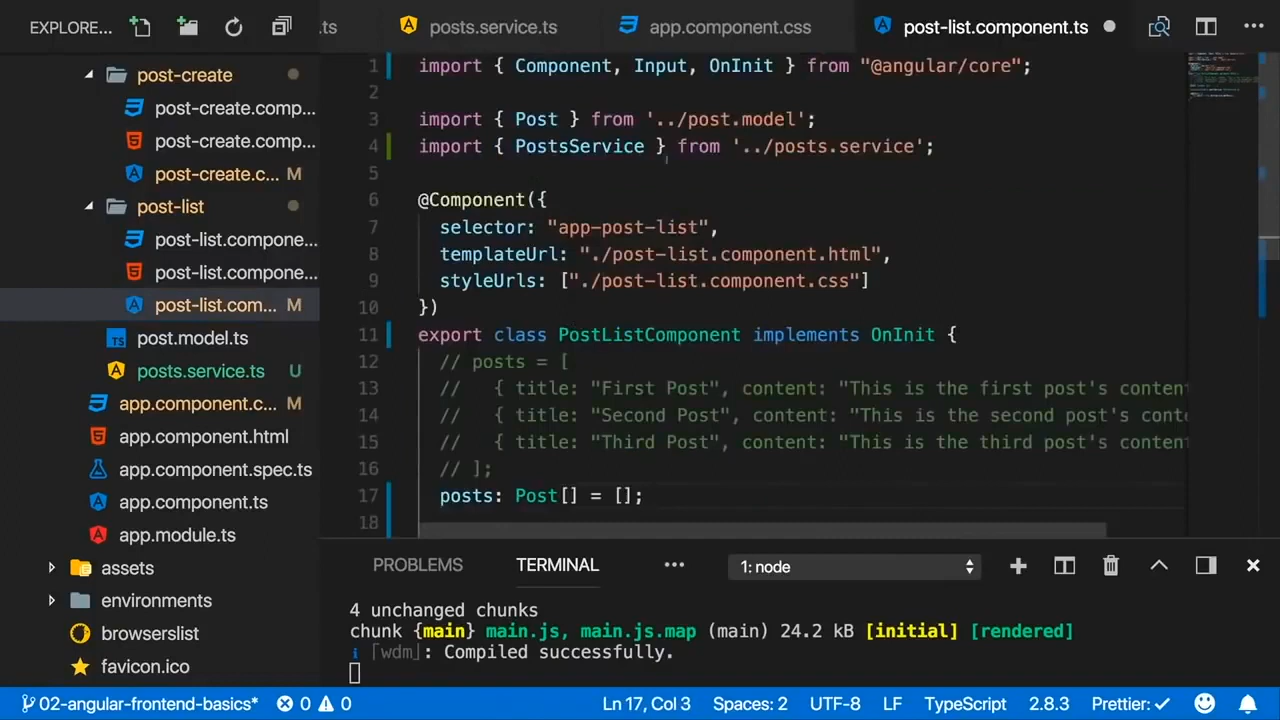 EXPLORE...
.ts
posts.service.ts
app.component.css
post-list.component.ts
post-create
post-create.comp...
post-create.comp...
post-create.c... M
post-list
post-list.compone...
post-list.compone...
post-list.com... M
post.model.ts
posts.service.ts U
app.component.c... M
app.component.html
app.component.spec.ts
app.component.ts
app.module.ts
assets
environments
browserslist
favicon.ico
1 import { Component, Input, OnInit } from "@angular/core";
2
3 import { Post } from '../post.model';
4 import { PostsService } from '../posts.service';
5
6 @Component({
7 selector: "app-post-list",
8 templateUrl: "./post-list.component.html",
9 styleUrls: ["./post-list.component.css"]
10 })
11 export class PostListComponent implements OnInit {
12 // posts = [
13 // { title: "First Post", content: "This is the first post's content
14 // { title: "Second Post", content: "This is the second post's conte
15 // { title: "Third Post", content: "This is the third post's content
16 // ];
17 posts: Post[] = [];
18
PROBLEMS TERMINAL ... 1: node
4 unchanged chunks
chunk {main} main.js, main.js.map (main) 24.2 kB [initial] [rendered]
i ｢wdm｣: Compiled successfully.
02-angular-frontend-basics* 0 0 Ln 17, Col 3 Spaces: 2 UTF-8 LF TypeScript 2.8.3 Prettier: ✓